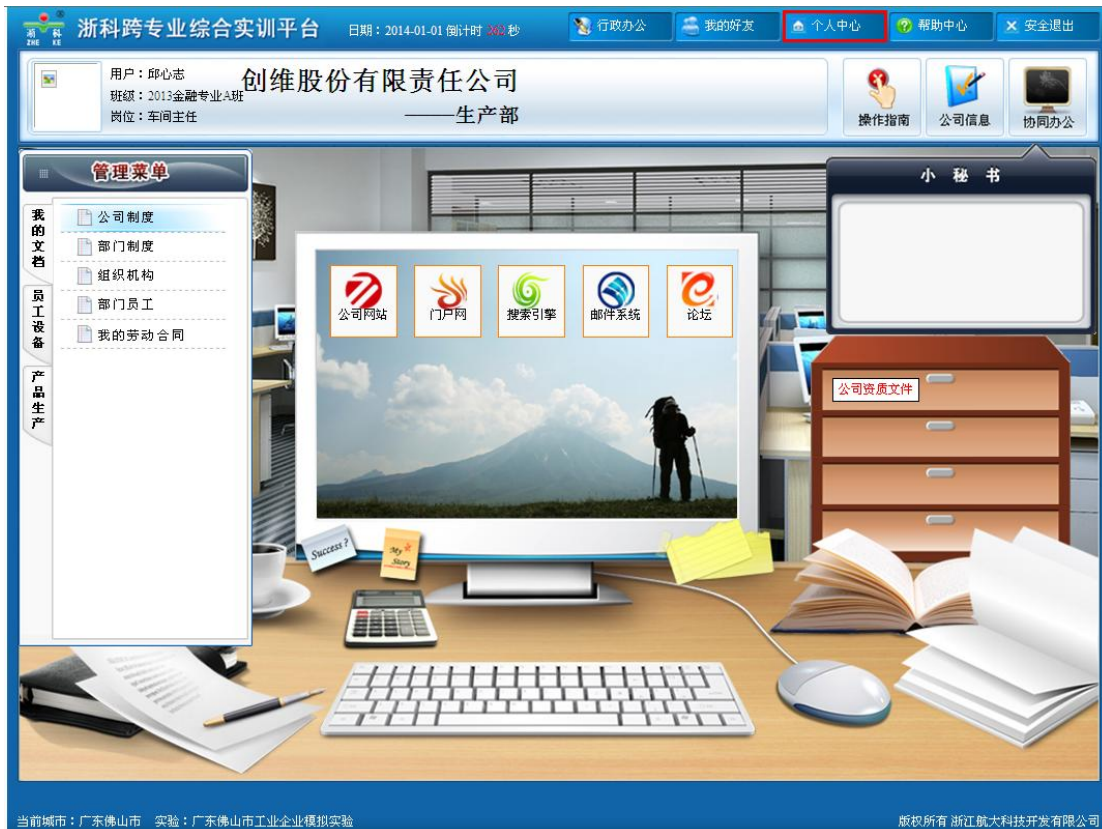 浙 科
ZHE KE
浙科跨专业综合实训平台
日期：2014-01-01 倒计时 秒
行政办公
我的好友
个人中心
帮助中心
安全退出
用户：邱心志
班级：2013金融专业A班
岗位：车间主任
创维股份有限责任公司
——生产部
操作指南
公司信息
协同办公
管理菜单
我的文档
员工设备
产品生产
公司制度
部门制度
组织机构
部门员工
我的劳动合同
公司网站
门户网
搜索引擎
邮件系统
论坛
小 秘 书
公司资质文件
Success?
My
Story
当前城市：广东佛山市 实验：广东佛山市工业企业模拟实验
版权所有 浙江航大科技开发有限公司